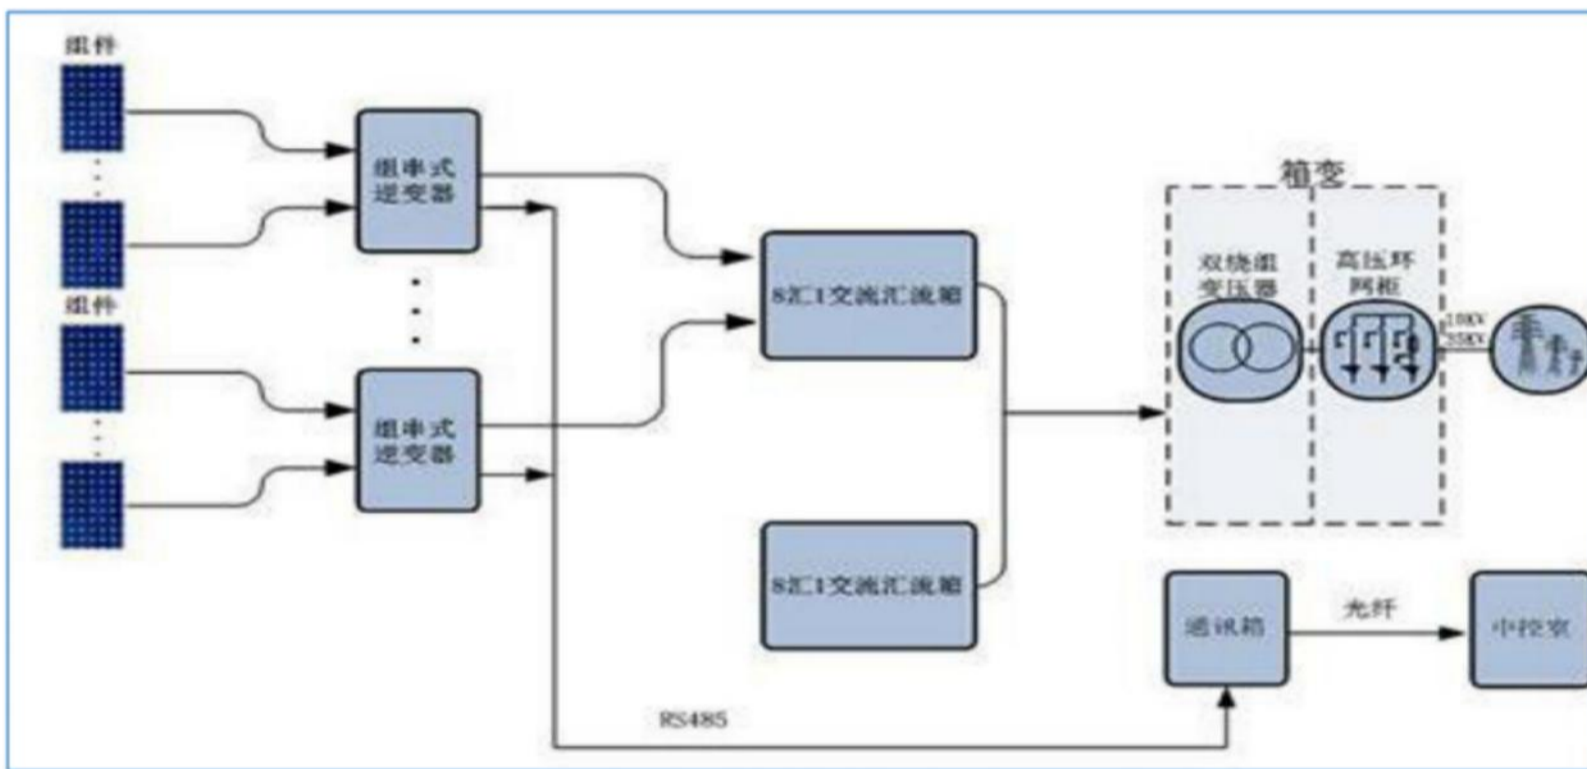 组件
组件
组串式
逆变器
组串式
逆变器
8汇1交流汇流箱
8汇1交流汇流箱
箱变
双绕组
变压器
高压环
网柜
10KV
35KV
通讯箱
光纤
中控室
RS485